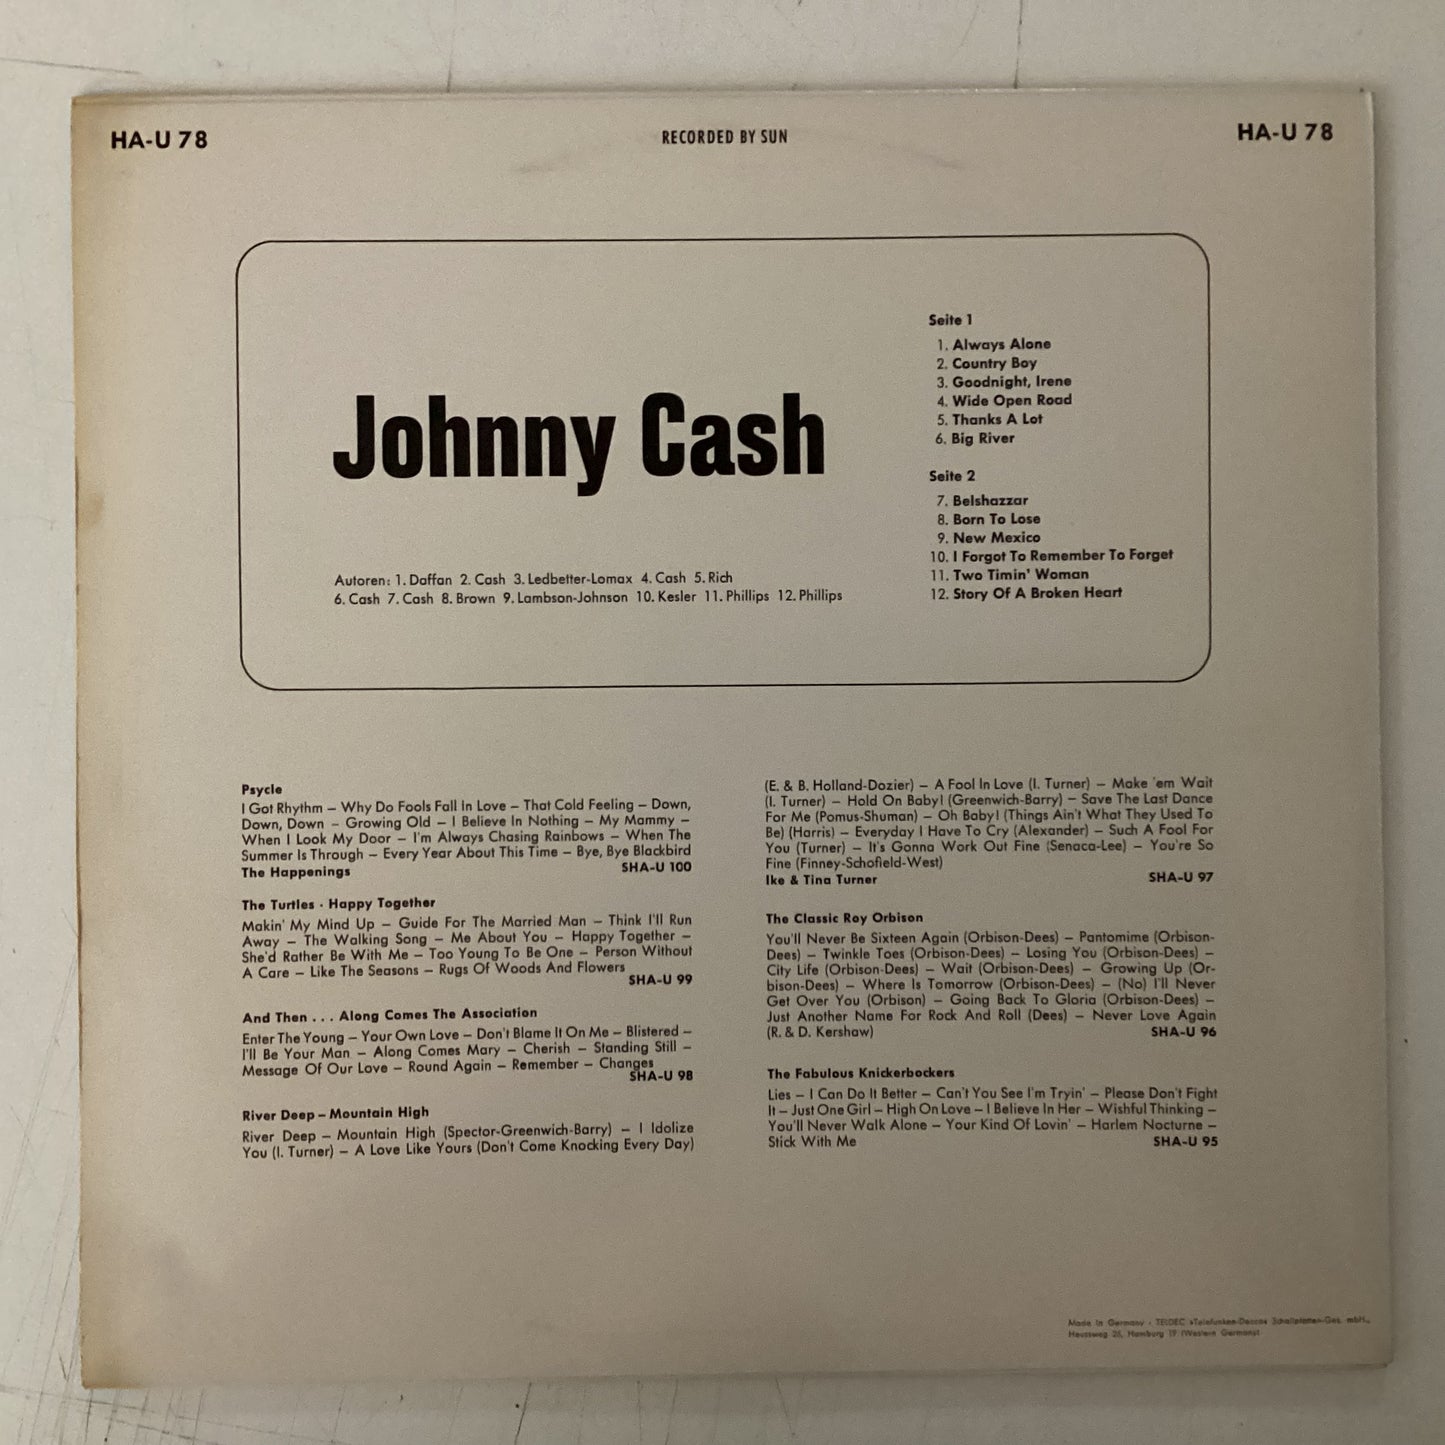 HA-U 78
RECORDED BY SUN
HA-U 78
Johnny Cash
Seite 1
1. Always Alone
2. Country Boy
3. Goodnight, Irene
4. Wide Open Road
5. Thanks A Lot
6. Big River
Seite 2
7. Belshazzar
8. Born To Lose
9. New Mexico
10. I Forgot To Remember To Forget
11. Two Timin' Woman
12. Story Of A Broken Heart
Autoren: 1. Daffan 2. Cash 3. Ledbetter-Lomax 4. Cash 5. Rich
6. Cash 7. Cash 8. Brown 9. Lambson-Johnson 10. Kesler 11. Phillips 12. Phillips
Psycle
I Got Rhythm – Why Do Fools Fall In Love – That Cold Feeling – Down,
Down, Down – Growing Old – I Believe In Nothing – My Mammy –
When I Look My Door – I'm Always Chasing Rainbows – When The
Summer Is Through – Every Year About This Time – Bye, Bye Blackbird
The Happenings SHA-U 100
The Turtles · Happy Together
Makin' My Mind Up – Guide For The Married Man – Think I'll Run
Away – The Walking Song – Me About You – Happy Together –
She'd Rather Be With Me – Too Young To Be One – Person Without
A Care – Like The Seasons – Rugs Of Woods And Flowers
SHA-U 99
And Then . . . Along Comes The Association
Enter The Young – Your Own Love – Don't Blame It On Me – Blistered –
I'll Be Your Man – Along Comes Mary – Cherish – Standing Still –
Message Of Our Love – Round Again – Remember – Changes
SHA-U 98
River Deep – Mountain High
River Deep – Mountain High (Spector-Greenwich-Barry) – I Idolize
You (I. Turner) – A Love Like Yours (Don't Come Knocking Every Day)
(E. & B. Holland-Dozier) – A Fool In Love (I. Turner) – Make 'em Wait
(I. Turner) – Hold On Baby! (Greenwich-Barry) – Save The Last Dance
For Me (Pomus-Shuman) – Oh Baby! (Things Ain't What They Used To
Be) (Harris) – Everyday I Have To Cry (Alexander) – Such A Fool For
You (Turner) – It's Gonna Work Out Fine (Senaca-Lee) – You're So
Fine (Finney-Schofield-West)
Ike & Tina Turner SHA-U 97
The Classic Roy Orbison
You'll Never Be Sixteen Again (Orbison-Dees) – Pantomime (Orbison-
Dees) – Twinkle Toes (Orbison-Dees) – Losing You (Orbison-Dees) –
City Life (Orbison-Dees) – Wait (Orbison-Dees) – Growing Up (Or-
bison-Dees) – Where Is Tomorrow (Orbison-Dees) – (No) I'll Never
Get Over You (Orbison) – Going Back To Gloria (Orbison-Dees) –
Just Another Name For Rock And Roll (Dees) – Never Love Again
(R. & D. Kershaw) SHA-U 96
The Fabulous Knickerbockers
Lies – I Can Do It Better – Can't You See I'm Tryin' – Please Don't Fight
It – Just One Girl – High On Love – I Believe In Her – Wishful Thinking –
You'll Never Walk Alone – Your Kind Of Lovin' – Harlem Nocturne –
Stick With Me SHA-U 95
Made In Germany · TELDEC »Telefunken-Decca« Schallplatten-Ges. mbH.,
Heussweg 25, Hamburg 19 (Western Germany)